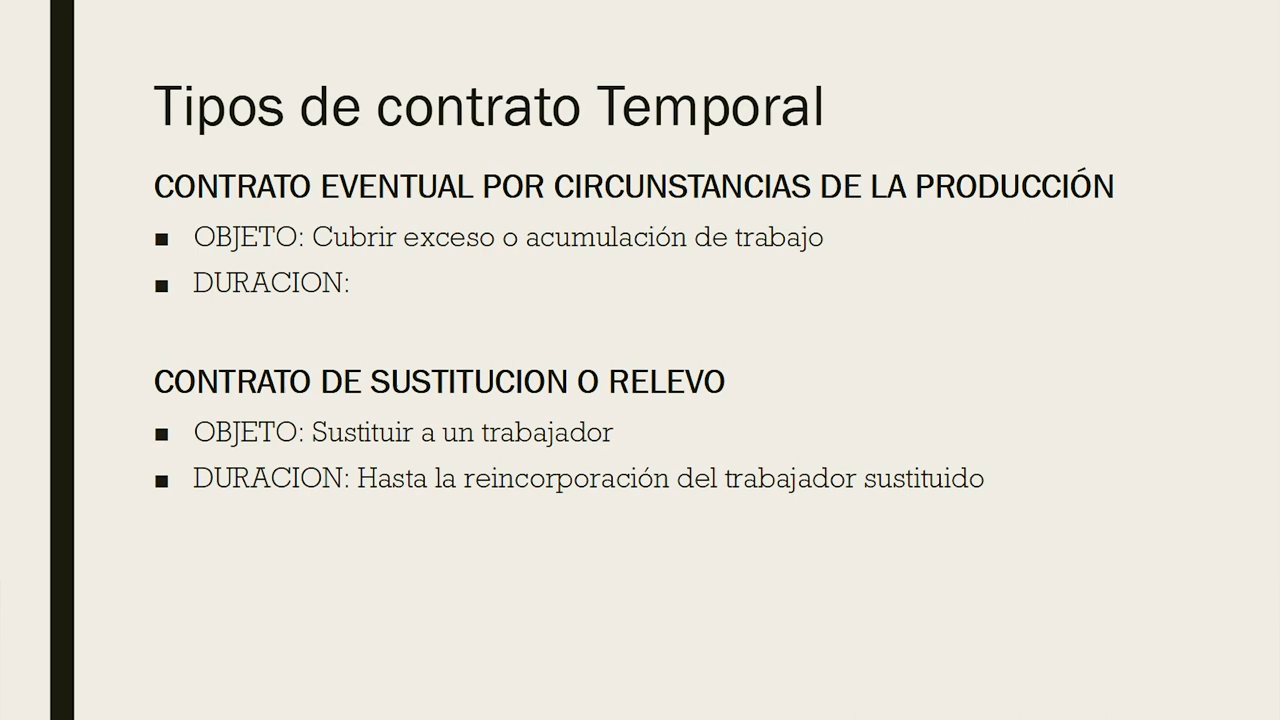 Tipos de contrato Temporal
CONTRATO EVENTUAL POR CIRCUNSTANCIAS DE LA PRODUCCIÓN
■ OBJETO: Cubrir exceso o acumulación de trabajo
■ DURACION:
CONTRATO DE SUSTITUCION O RELEVO
■ OBJETO: Sustituir a un trabajador
■ DURACION: Hasta la reincorporación del trabajador sustituido